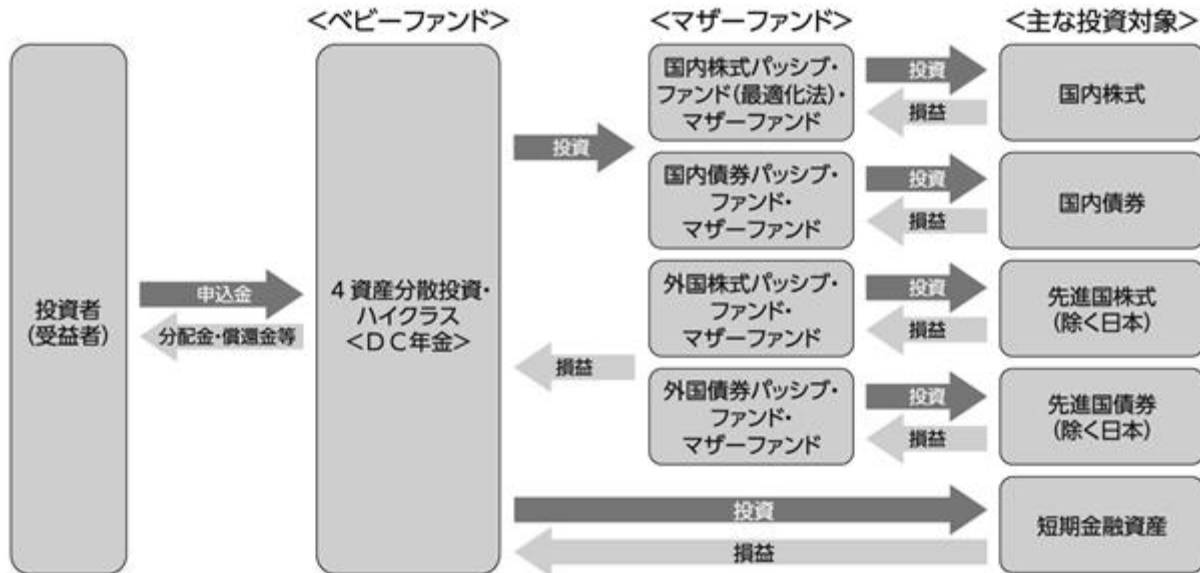 <ベビーファンド>
<マザーファンド>
<主な投資対象>
投資者
(受益者)
申込金
分配金・償還金等
4資産分散投資・
ハイクラス
<DC年金>
投資
損益
国内株式パッシブ・
ファンド(最適化法)・
マザーファンド
投資
損益
国内株式
国内債券パッシブ・
ファンド・
マザーファンド
投資
損益
国内債券
外国株式パッシブ・
ファンド・
マザーファンド
投資
損益
先進国株式
(除く日本)
外国債券パッシブ・
ファンド・
マザーファンド
投資
損益
先進国債券
(除く日本)
投資
損益
短期金融資産